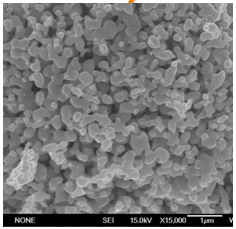 NONE SEI 15.0kV X15,000 1μm W